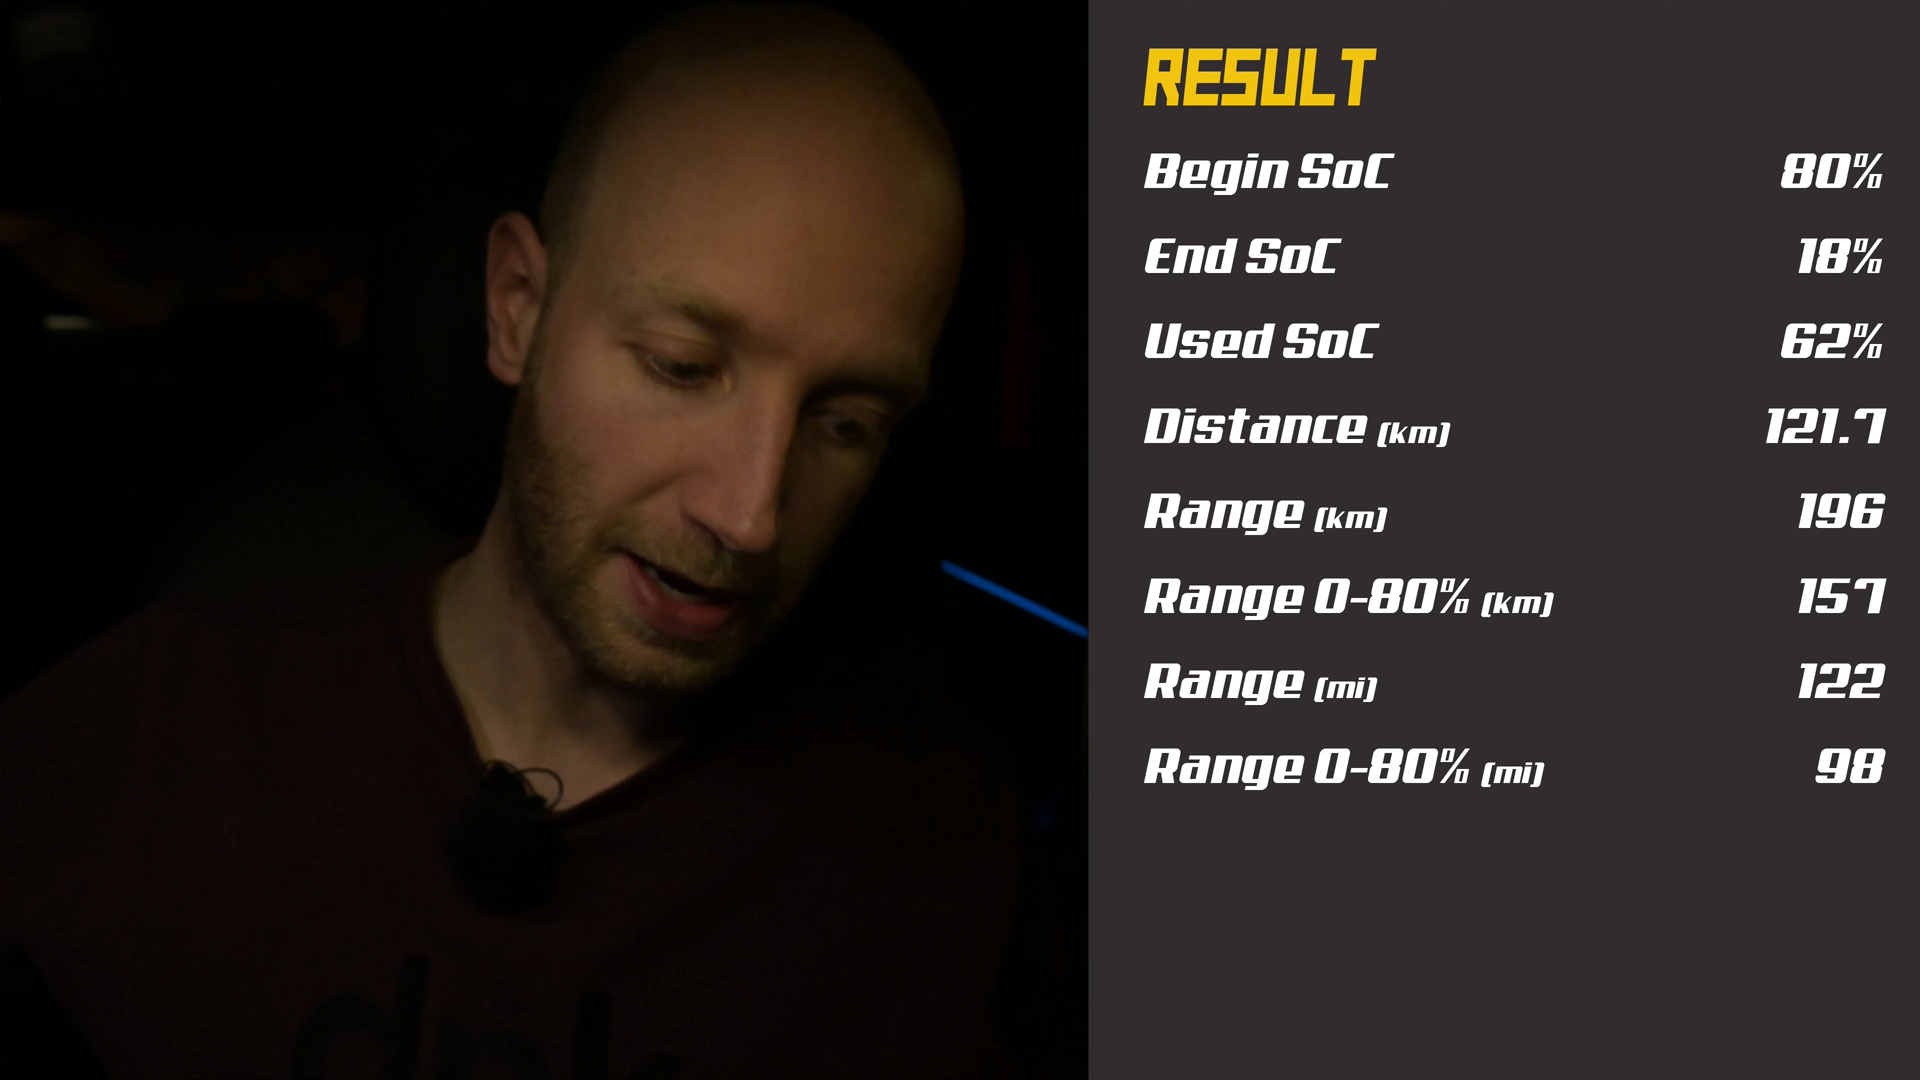 RESULT
Begin SoC 80%
End SoC 18%
Used SoC 62%
Distance (km) 121.7
Range (km) 196
Range 0-80% (km) 157
Range (mi) 122
Range 0-80% (mi) 98